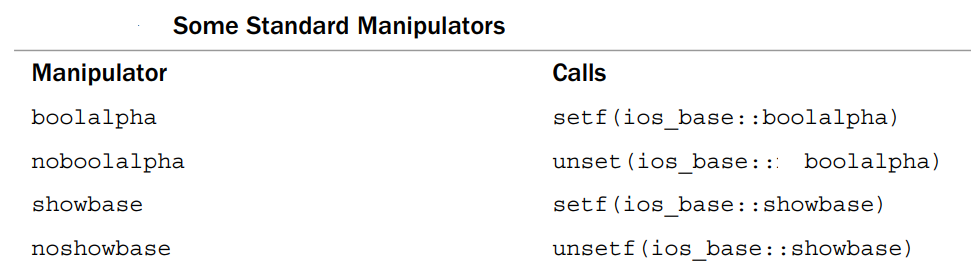 Some Standard Manipulators
Manipulator Calls
boolalpha setf(ios_base::boolalpha)
noboolalpha unset(ios_base:: boolalpha)
showbase setf(ios_base::showbase)
noshowbase unsetf(ios_base::showbase)